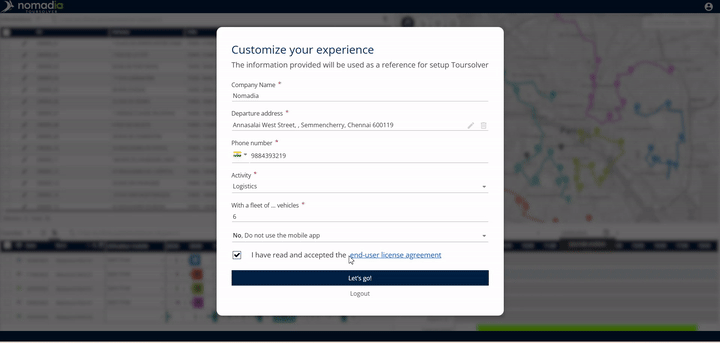 nomadia
Customize your experience
The information provided will be used as a reference for setup Toursolver
Company Name *
Nomadia
Departure address *
Annasalai West Street, , Semmencherry, Chennai 600119
Phone number *
9884393219
Activity *
Logistics
With a fleet of ... vehicles *
6
No, Do not use the mobile app
I have read and accepted the end-user license agreement
Let's go!
Logout